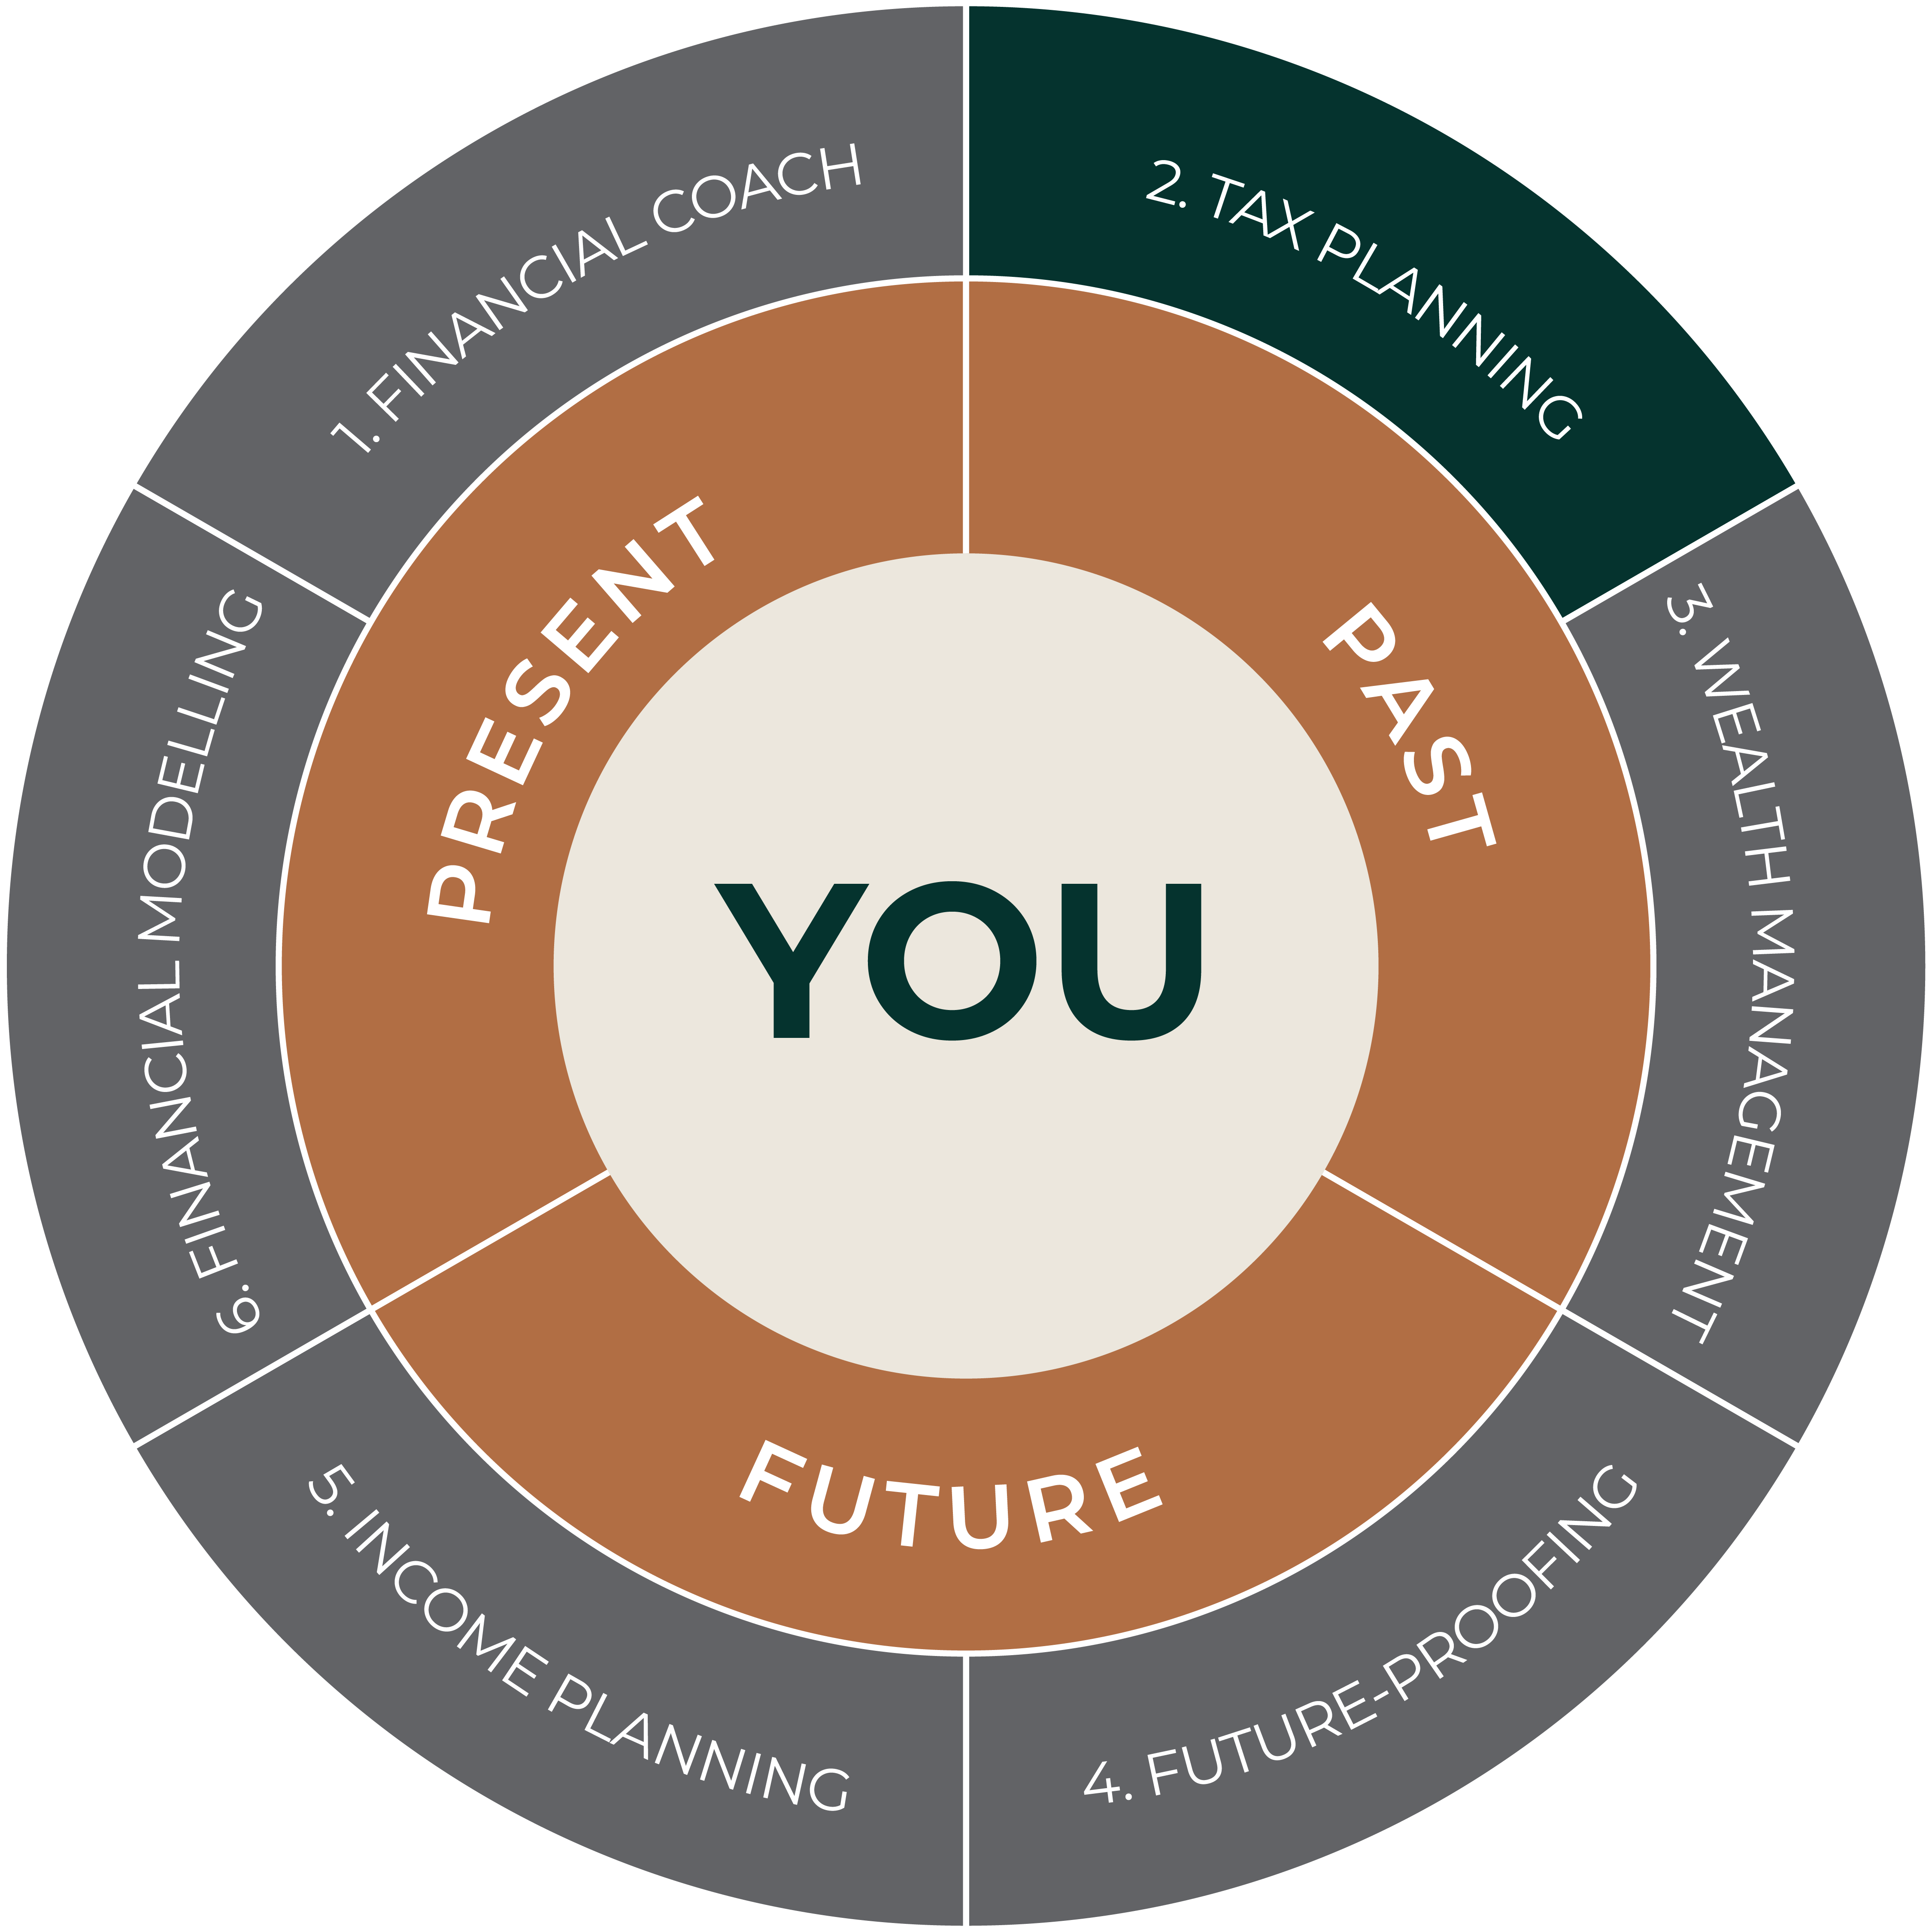 1. FINANCIAL COACH
2. TAX PLANNING
3. WEALTH MANAGEMENT
4. FUTURE-PROOFING
5. INCOME PLANNING
6. FINANCIAL MODELLING
PRESENT
PAST
FUTURE
YOU